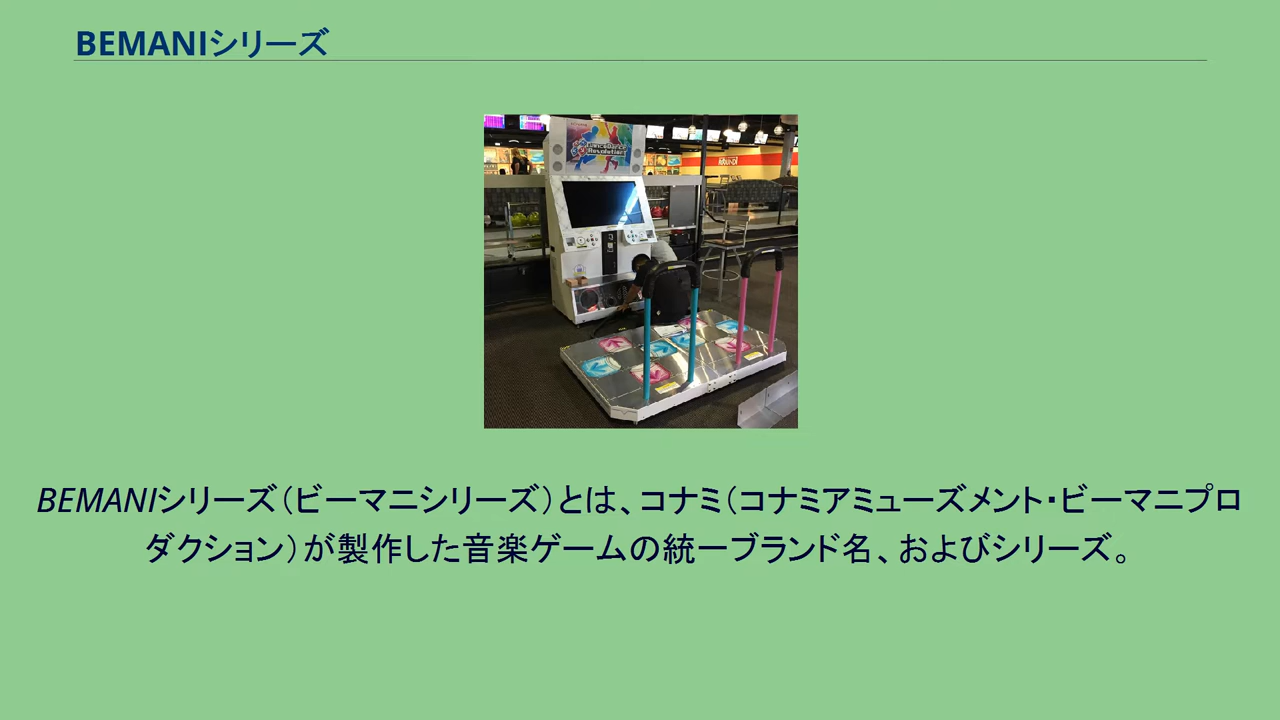 BEMANIシリーズ
DanceDance
Revolution
ROUND1
BEMANIシリーズ（ビーマニシリーズ）とは、コナミ（コナミアミューズメント・ビーマニプロ
ダクション）が製作した音楽ゲームの統一ブランド名、およびシリーズ。